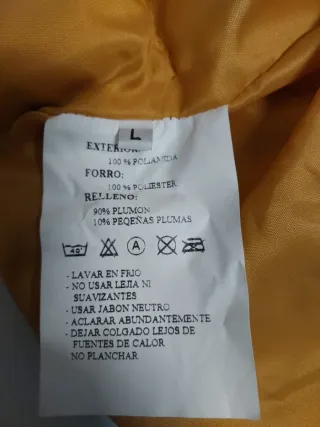 L
EXTERIOR:
100 % POLIAMIDA
FORRO:
100 % POLIESTER
RELLENO:
90% PLUMON
10% PEQEÑAS PLUMAS
40°
A
- LAVAR EN FRIO
- NO USAR LEJIA NI
SUAVIZANTES
- USAR JABON NEUTRO
- ACLARAR ABUNDANTEMENTE
- DEJAR COLGADO LEJOS DE
FUENTES DE CALOR
NO PLANCHAR